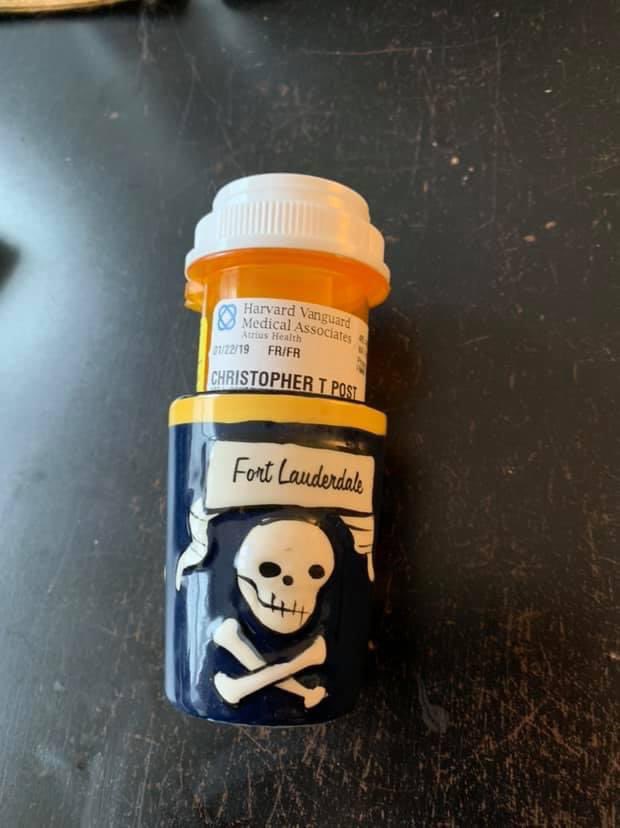 Harvard Vanguard
Medical Associates
Atrius Health
01/22/19 FR/FR
CHRISTOPHER T POST
Fort Lauderdale